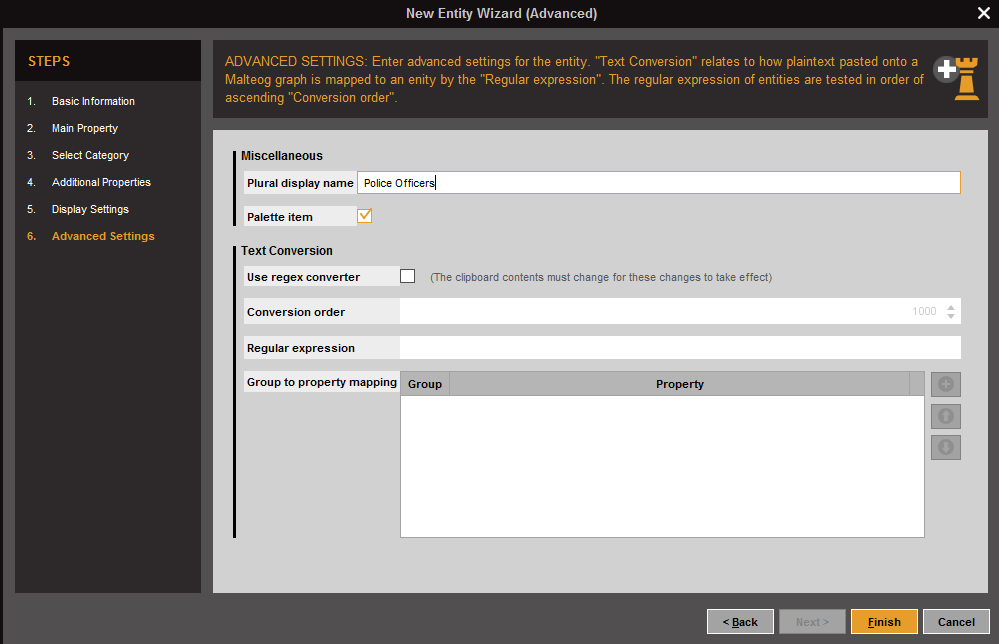 New Entity Wizard (Advanced)
STEPS
1. Basic Information
2. Main Property
3. Select Category
4. Additional Properties
5. Display Settings
6. Advanced Settings
ADVANCED SETTINGS: Enter advanced settings for the entity. "Text Conversion" relates to how plaintext pasted onto a
Malteog graph is mapped to an enity by the "Regular expression". The regular expression of entities are tested in order of
ascending "Conversion order".
Miscellaneous
Plural display name Police Officers
Palette item
Text Conversion
Use regex converter (The clipboard contents must change for these changes to take effect)
Conversion order 1000
Regular expression
Group to property mapping Group Property
< Back Next > Finish Cancel